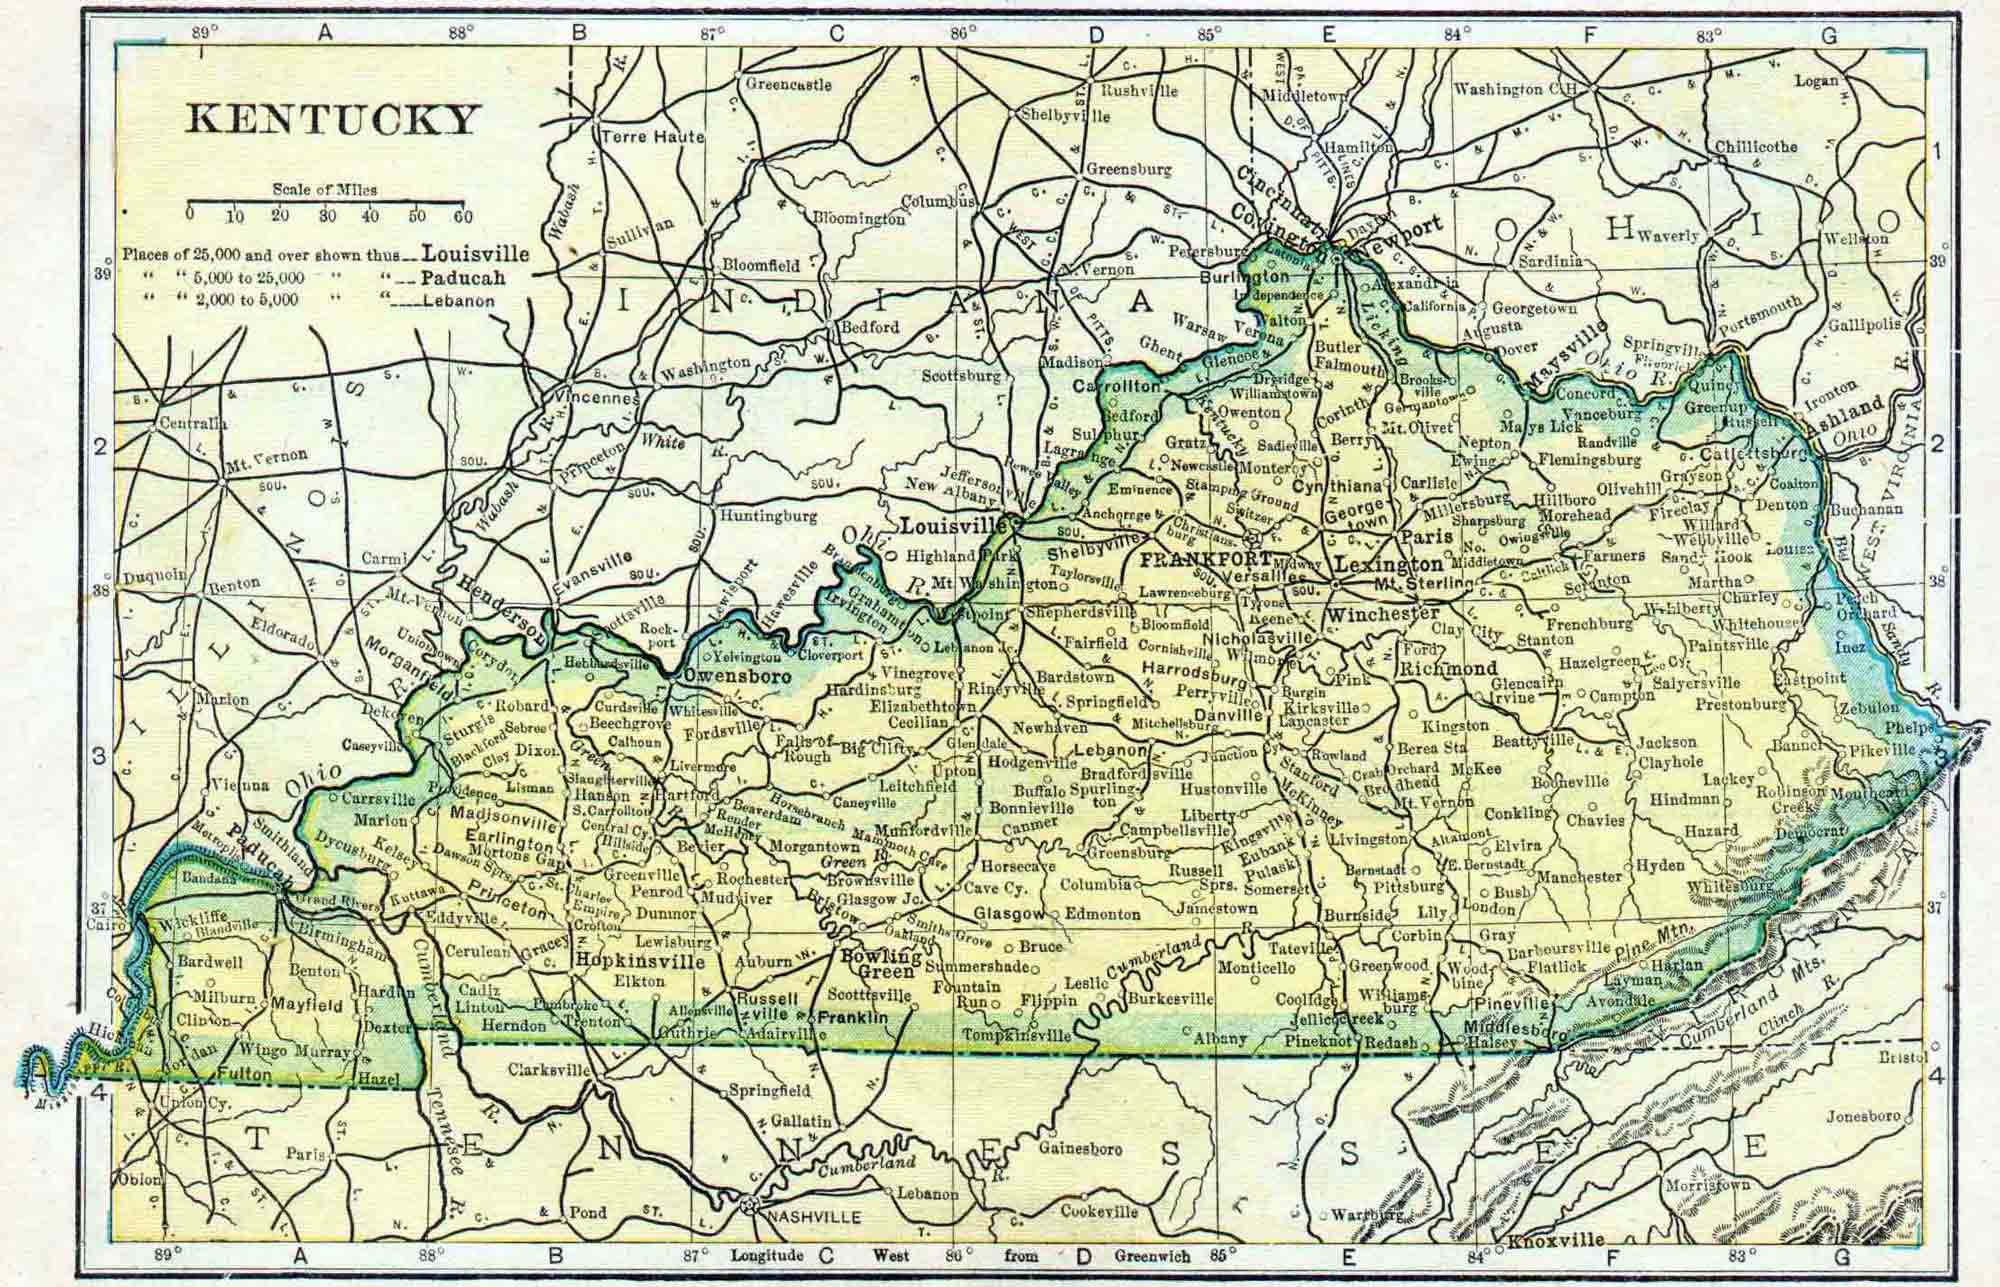 89° A 88° B 87° C 86° D 85° E 84° F 83° G
KENTUCKY
Scale of Miles
0 10 20 30 40 50 60
Places of 25,000 and over shown thus Louisville
" " 5,000 to 25,000 " " Paducah
" " 2,000 to 5,000 " " Lebanon
Greencastle
Rushville
Middletown
Washington C.H.
Logan
Terre Haute
Shelbyville
Hamilton
Chillicothe
1
Greensburg
Wabash
Columbus
Bloomington
Cincinnati
Covington
Dayton
Newport
OHIO
Waverly
Wellston
Sullivan
Bloomfield
N. Vernon
Petersburg
Latonia
Burlington
Sardinia
39
39
INDIANA
Independence
Alexandria
California
Georgetown
Portsmouth
Gallipolis
Bedford
Warsaw
Walton
Verona
Licking
Augusta
Dover
Maysville
Springville
Ohio R.
Washington
Madison
Ghent
Glencoe
Butler
Falmouth
Scottsburg
Carrollton
Dryridge
Williamstown
Brooksville
Concord
Quincy
Ironton
Ashland
Vincennes
Bedford
Kentucky
Owenton
Corinth
Germantown
Vanceburg
Greenup
Russell
Centralia
White R.
Sulphur
Gratz
Sadieville
Berry
Mt. Olivet
Mays Lick
Nepton
Randville
Ohio
2
2
Mt. Vernon
Princeton
Lagrange
Newcastle
Monterey
Ewing
Flemingsburg
Catlettsburg
Jeffersonville
New Albany
Rewee Valley
Eminence
Stamping Ground
Cynthiana
Carlisle
Olivehill
Grayson
Coalton
Wabash
Huntingburg
Louisville
Anchorage
Christiansburg
Switzer
Georgetown
Millersburg
Sharpsburg
Hillboro
Morehead
Fireclay
Willard
Denton
Buchanan
WEST VIRGINIA
Ohio R.
Highland Park
Shelbyville
FRANKFORT
Midway
Paris
Owingsville
Farmers
Webbville
Sandy Hook
Louisa
Carmi
Evansville
Brandenburg
Mt Washington
Taylorsville
Versailles
Lexington
No. Middletown
Mt. Sterling
Scranton
Martha
38
38
Duquoin
Benton
Henderson
Hawesville
Grahamton
Irvington
Westpoint
Shepherdsville
Lawrenceburg
Tyrone
Winchester
Charley
Peach Orchard
Mt. Vernon
Rockport
Bloomfield
Keene
Nicholasville
Clay City
Frenchburg
W. Liberty
Whitehouse
Eldorado
Uniontown
Morganfield
Corydon
Hebbardsville
Yelvington
Cloverport
Lebanon Jc.
Fairfield
Cornishville
Wilmore
Ford
Stanton
Hazelgreen
Paintsville
Inez
ILLINOIS
Marion
Owensboro
Vinegrove
Hardinsburg
Rineyville
Bardstown
Harrodsburg
Perryville
Burgin
Richmond
Glencairn
Irvine
Campton
Salyersville
Eastpoint
Dekoven
Robard
Curdsville
Whitesville
Elizabethtown
Cecilian
Springfield
Danville
Kirksville
Lancaster
Prestonburg
Zebulon
Sandy R.
Caseyville
Sturgis
Sebree
Beechgrove
Fordsville
Newhaven
Mitchellsburg
Kingston
Phelps
Blackford
Dixon
Calhoun
Falls of Rough
Big Clifty
Glendale
Hodgenville
Lebanon
Junction Cy.
Rowland
Berea Sta
Beattyville
Jackson
Clayhole
Pikeville
3
3
Clay
Green
Slaughterville
Livermore
Upton
Bradfordsville
Stanford
Crab Orchard
McKee
Booneville
Lackey
Vienna
Ohio
Carrsville
Providence
Lisman
Hanson
Hartford
Beaverdam
Horsebranch
Caneyville
Leitchfield
Bonnieville
Buffalo
Spurlington
Hustonville
McKinney
Brodhead
Mt. Vernon
Conkling
Hindman
Robinson Creek
Mouthcard
Marion
Madisonville
S. Carrollton
Render
McHenry
Munfordville
Canmer
Campbellsville
Liberty
Kingsville
Livingston
Altamont
Chavies
Smithland
Dycusburg
Kelsey
Earlington
Central Cy.
Hillside
Bevier
Morgantown
Mammoth Cave
Green R.
Horsecave
Greensburg
Eubank
Elvira
Hazard
Democrat
Metropolis
Paducah
Dawson Sprs.
Mortons Gap
Greenville
Rochester
Brownsville
Cave Cy.
Columbia
Russell Sprs.
Pulaski
E. Bernstadt
Hyden
Bandana
Kuttawa
Princeton
St. Charles
Penrod
Mudriver
Glasgow Jc.
Somerset
Bernstadt
Pittsburg
Bush
Manchester
Whitesburg
37
37
Cairo
Wickliffe
Blandville
Grand Rivers
Eddyville
Empire
Crofton
Dunmor
Smiths Grove
Oakland
Glasgow
Edmonton
Jamestown
Burnside
Lily
London
Birmingham
Cumberland
Cerulean
Gracey
Lewisburg
Bowling Green
Bruce
Cumberland R.
Tateville
Corbin
Gray
Barboursville
Pine Mtn.
VIRGINIA
Bardwell
Benton
Hopkinsville
Auburn
Summershade
Monticello
Greenwood
Woodbine
Flatlick
Harlan
Milburn
Mayfield
Hardin
Cadiz
Elkton
Scottsville
Fountain Run
Flippin
Leslie
Burkesville
Coolidge
Williamsburg
Pineville
Layman
Avondale
Cumberland Mts.
Clinton
Dexter
Linton
Pembroke
Allensville
Russellville
Franklin
Jellico Creek
Middlesboro
Clinch R.
Herndon
Trenton
Guthrie
Adairville
Tompkinsville
Albany
Pineknot
Redash
Halsey
Bristol
Jordan
Wingo
Murray
Fulton
Hazel
4
4
Clarksville
Springfield
Union Cy.
Tennessee R.
Gallatin
Gainesboro
Jonesboro
TENNESSEE
Paris
Cumberland R.
Obion
Lebanon
Morristown
NASHVILLE
Pond
Cookeville
Wartburg
Knoxville
89° A 88° B 87° Longitude C West 86° from D Greenwich 85° E 84° F 83° G